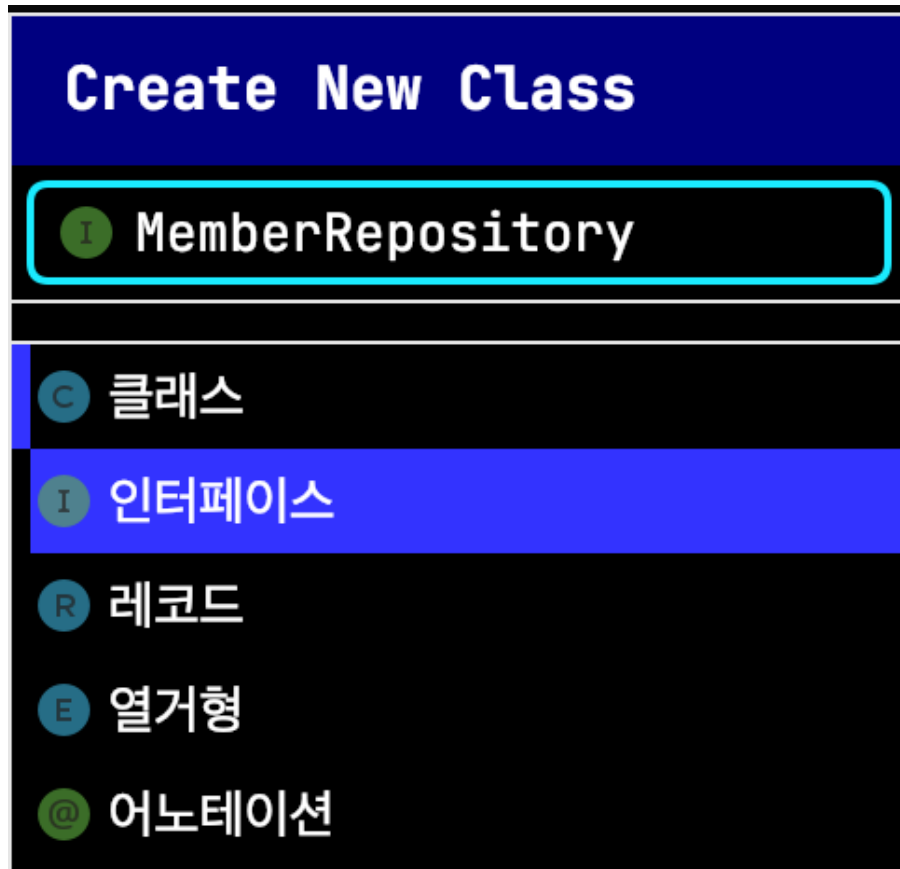 Create New Class
I MemberRepository
C 클래스
I 인터페이스
R 레코드
E 열거형
@ 어노테이션